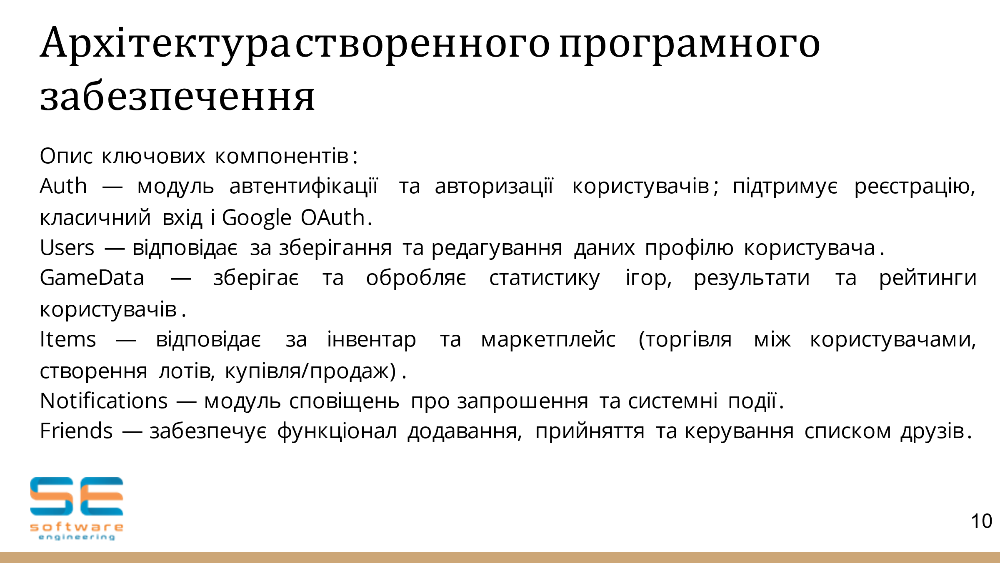 Архітектура створенного програмного
забезпечення
Опис ключових компонентів:
Auth — модуль автентифікації та авторизації користувачів; підтримує реєстрацію,
класичний вхід і Google OAuth.
Users — відповідає за зберігання та редагування даних профілю користувача.
GameData — зберігає та обробляє статистику ігор, результати та рейтинги
користувачів.
Items — відповідає за інвентар та маркетплейс (торгівля між користувачами,
створення лотів, купівля/продаж) .
Notifications — модуль сповіщень про запрошення та системні події.
Friends — забезпечує функціонал додавання, прийняття та керування списком друзів.
SE
software
engineering
10